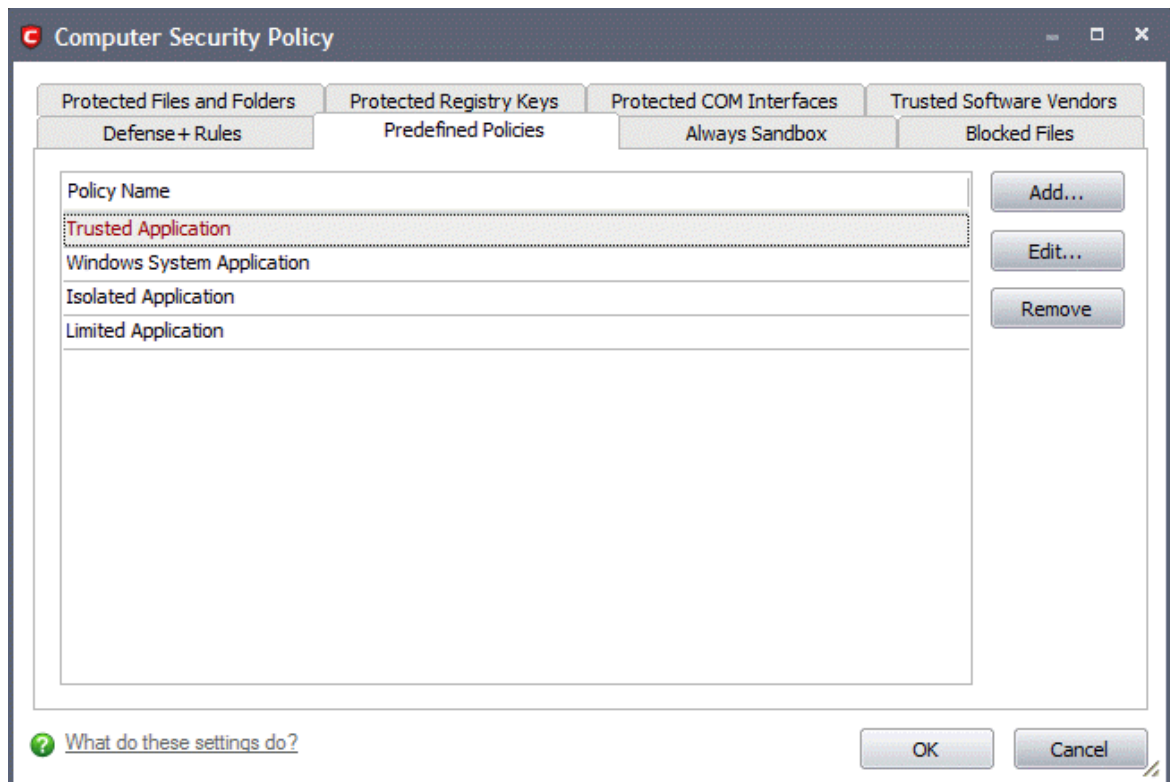 Computer Security Policy
Protected Files and Folders Protected Registry Keys Protected COM Interfaces Trusted Software Vendors
Defense+ Rules Predefined Policies Always Sandbox Blocked Files
Policy Name
Add...
Trusted Application
Edit...
Windows System Application
Isolated Application
Remove
Limited Application
What do these settings do?
OK Cancel